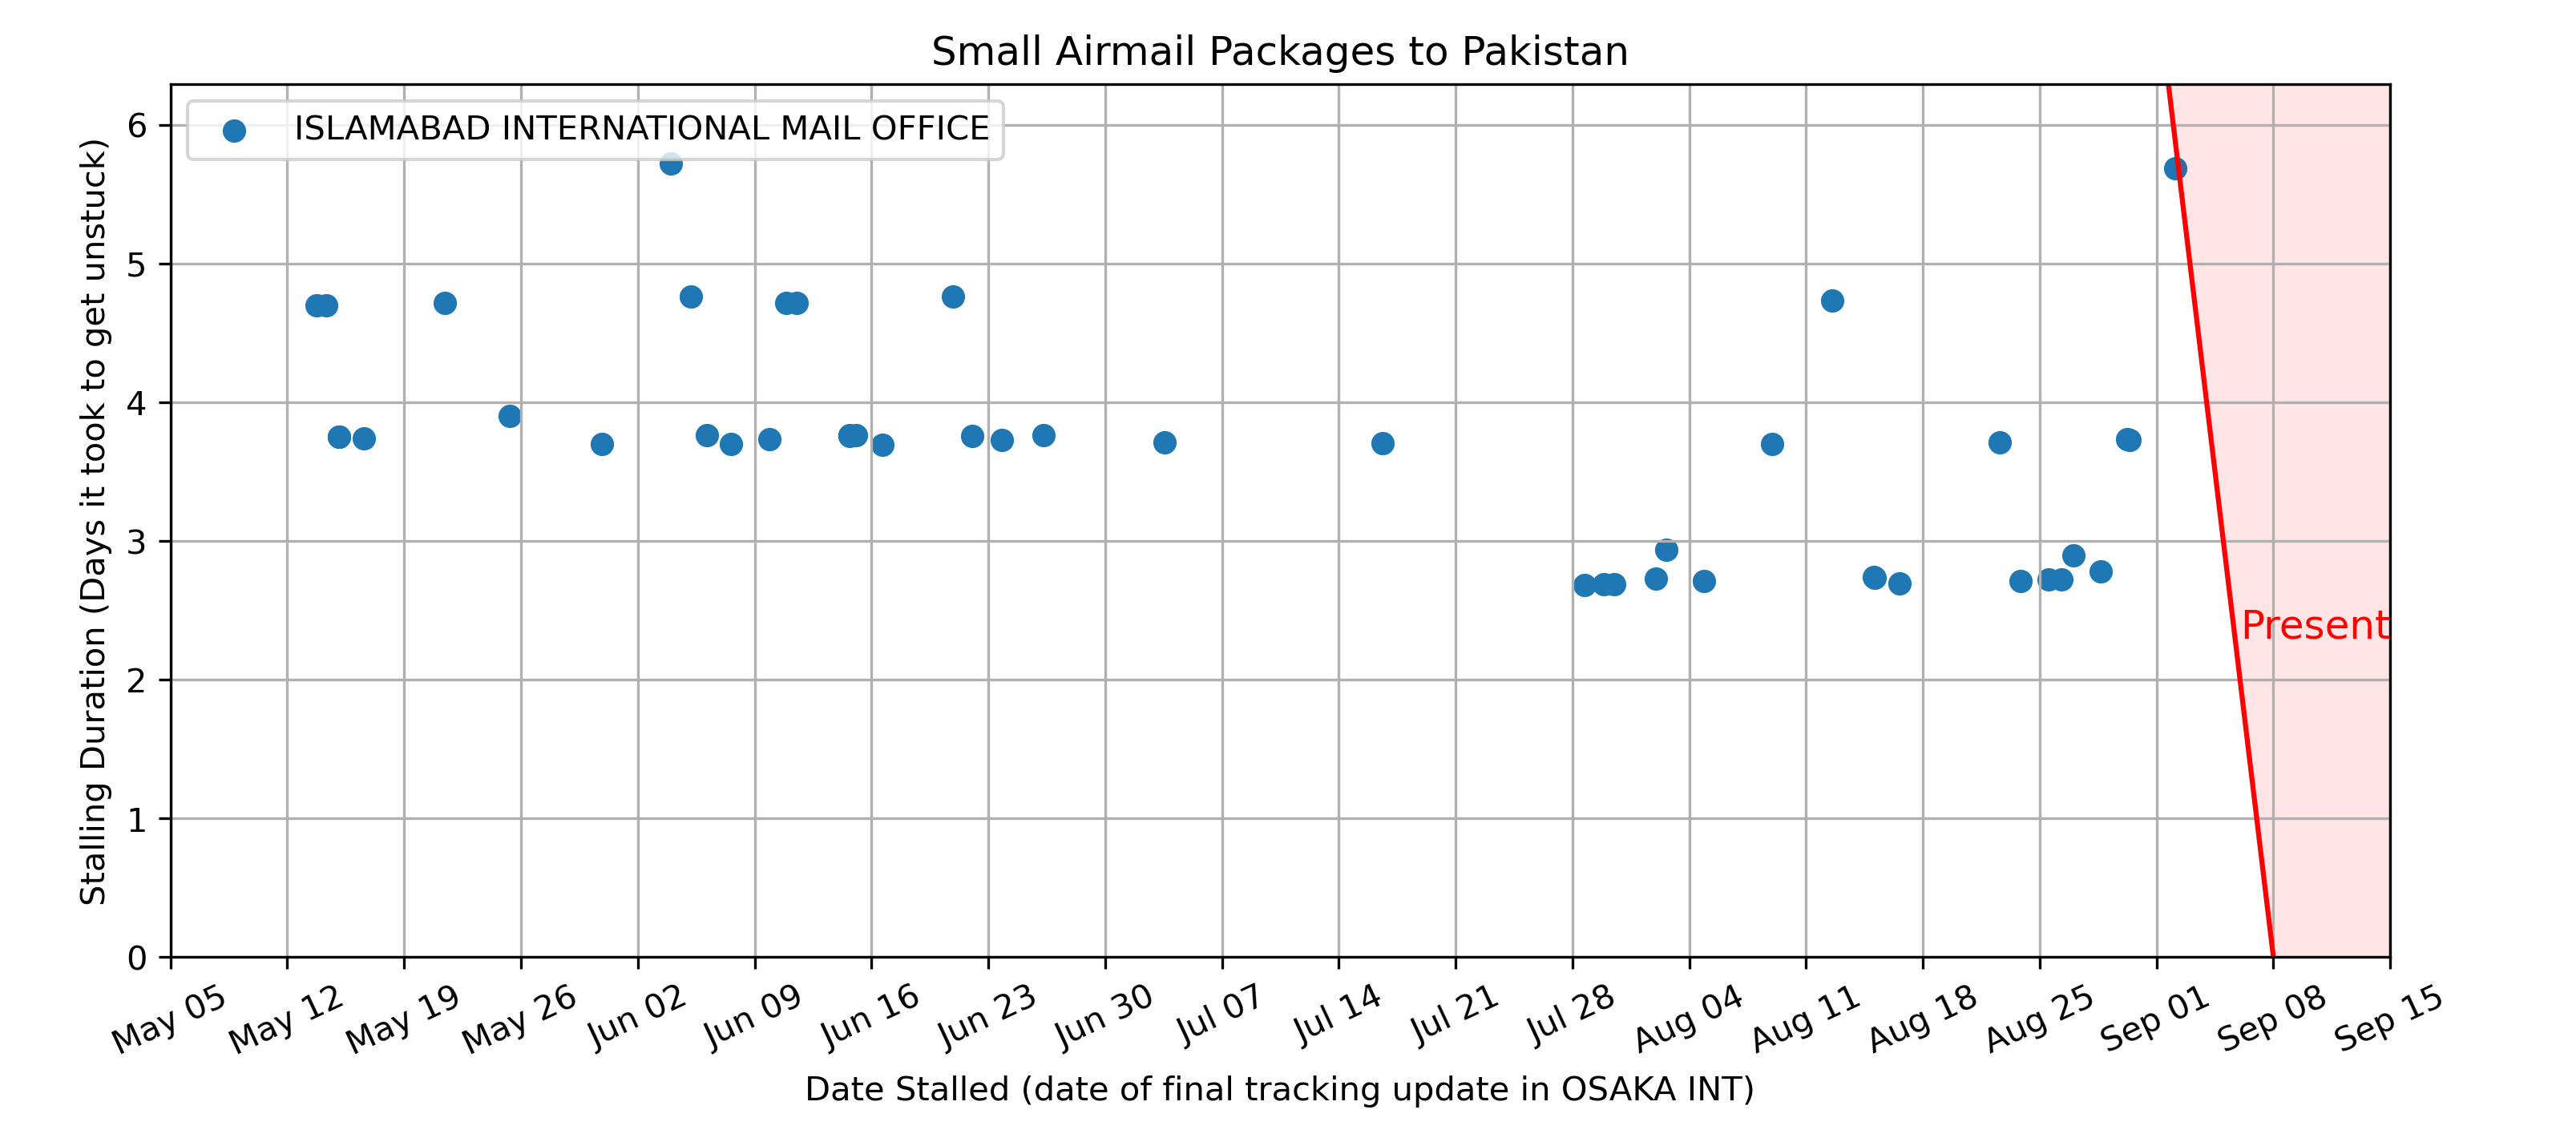 Small Airmail Packages to Pakistan
ISLAMABAD INTERNATIONAL MAIL OFFICE
Stalling Duration (Days it took to get unstuck)
6
5
4
3
2
1
0
Present
May 05
May 12
May 19
May 26
Jun 02
Jun 09
Jun 16
Jun 23
Jun 30
Jul 07
Jul 14
Jul 21
Jul 28
Aug 04
Aug 11
Aug 18
Aug 25
Sep 01
Sep 08
Sep 15
Date Stalled (date of final tracking update in OSAKA INT)